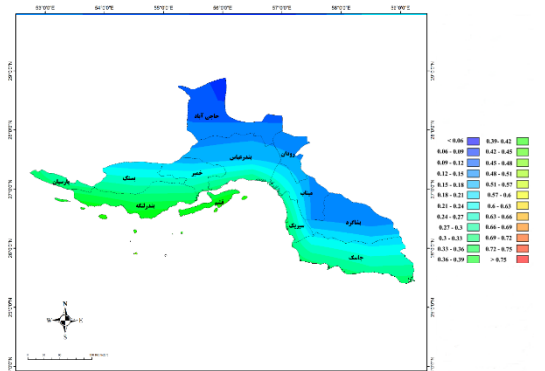 53°0'0"E 54°0'0"E 55°0'0"E 56°0'0"E 57°0'0"E 58°0'0"E 59°0'0"E
حاجی آباد
رودان
بندرعباس
خمیر
بستک
پارسیان
میناب
قشم
بندرلنگه
بشاگرد
سیریک
جاسک
N
W E
S
< 0.06 0.39- 0.42
0.06 - 0.09 0.42 - 0.45
0.09 - 0.12 0.45 - 0.48
0.12 - 0.15 0.48 - 0.51
0.15 - 0.18 0.51 - 0.57
0.18 - 0.21 0.57 - 0.6
0.21 - 0.24 0.6 - 0.63
0.24 - 0.27 0.63 - 0.66
0.27 - 0.3 0.66 - 0.69
0.3 - 0.33 0.69 - 0.72
0.33 - 0.36 0.72 - 0.75
0.36 - 0.39 > 0.75